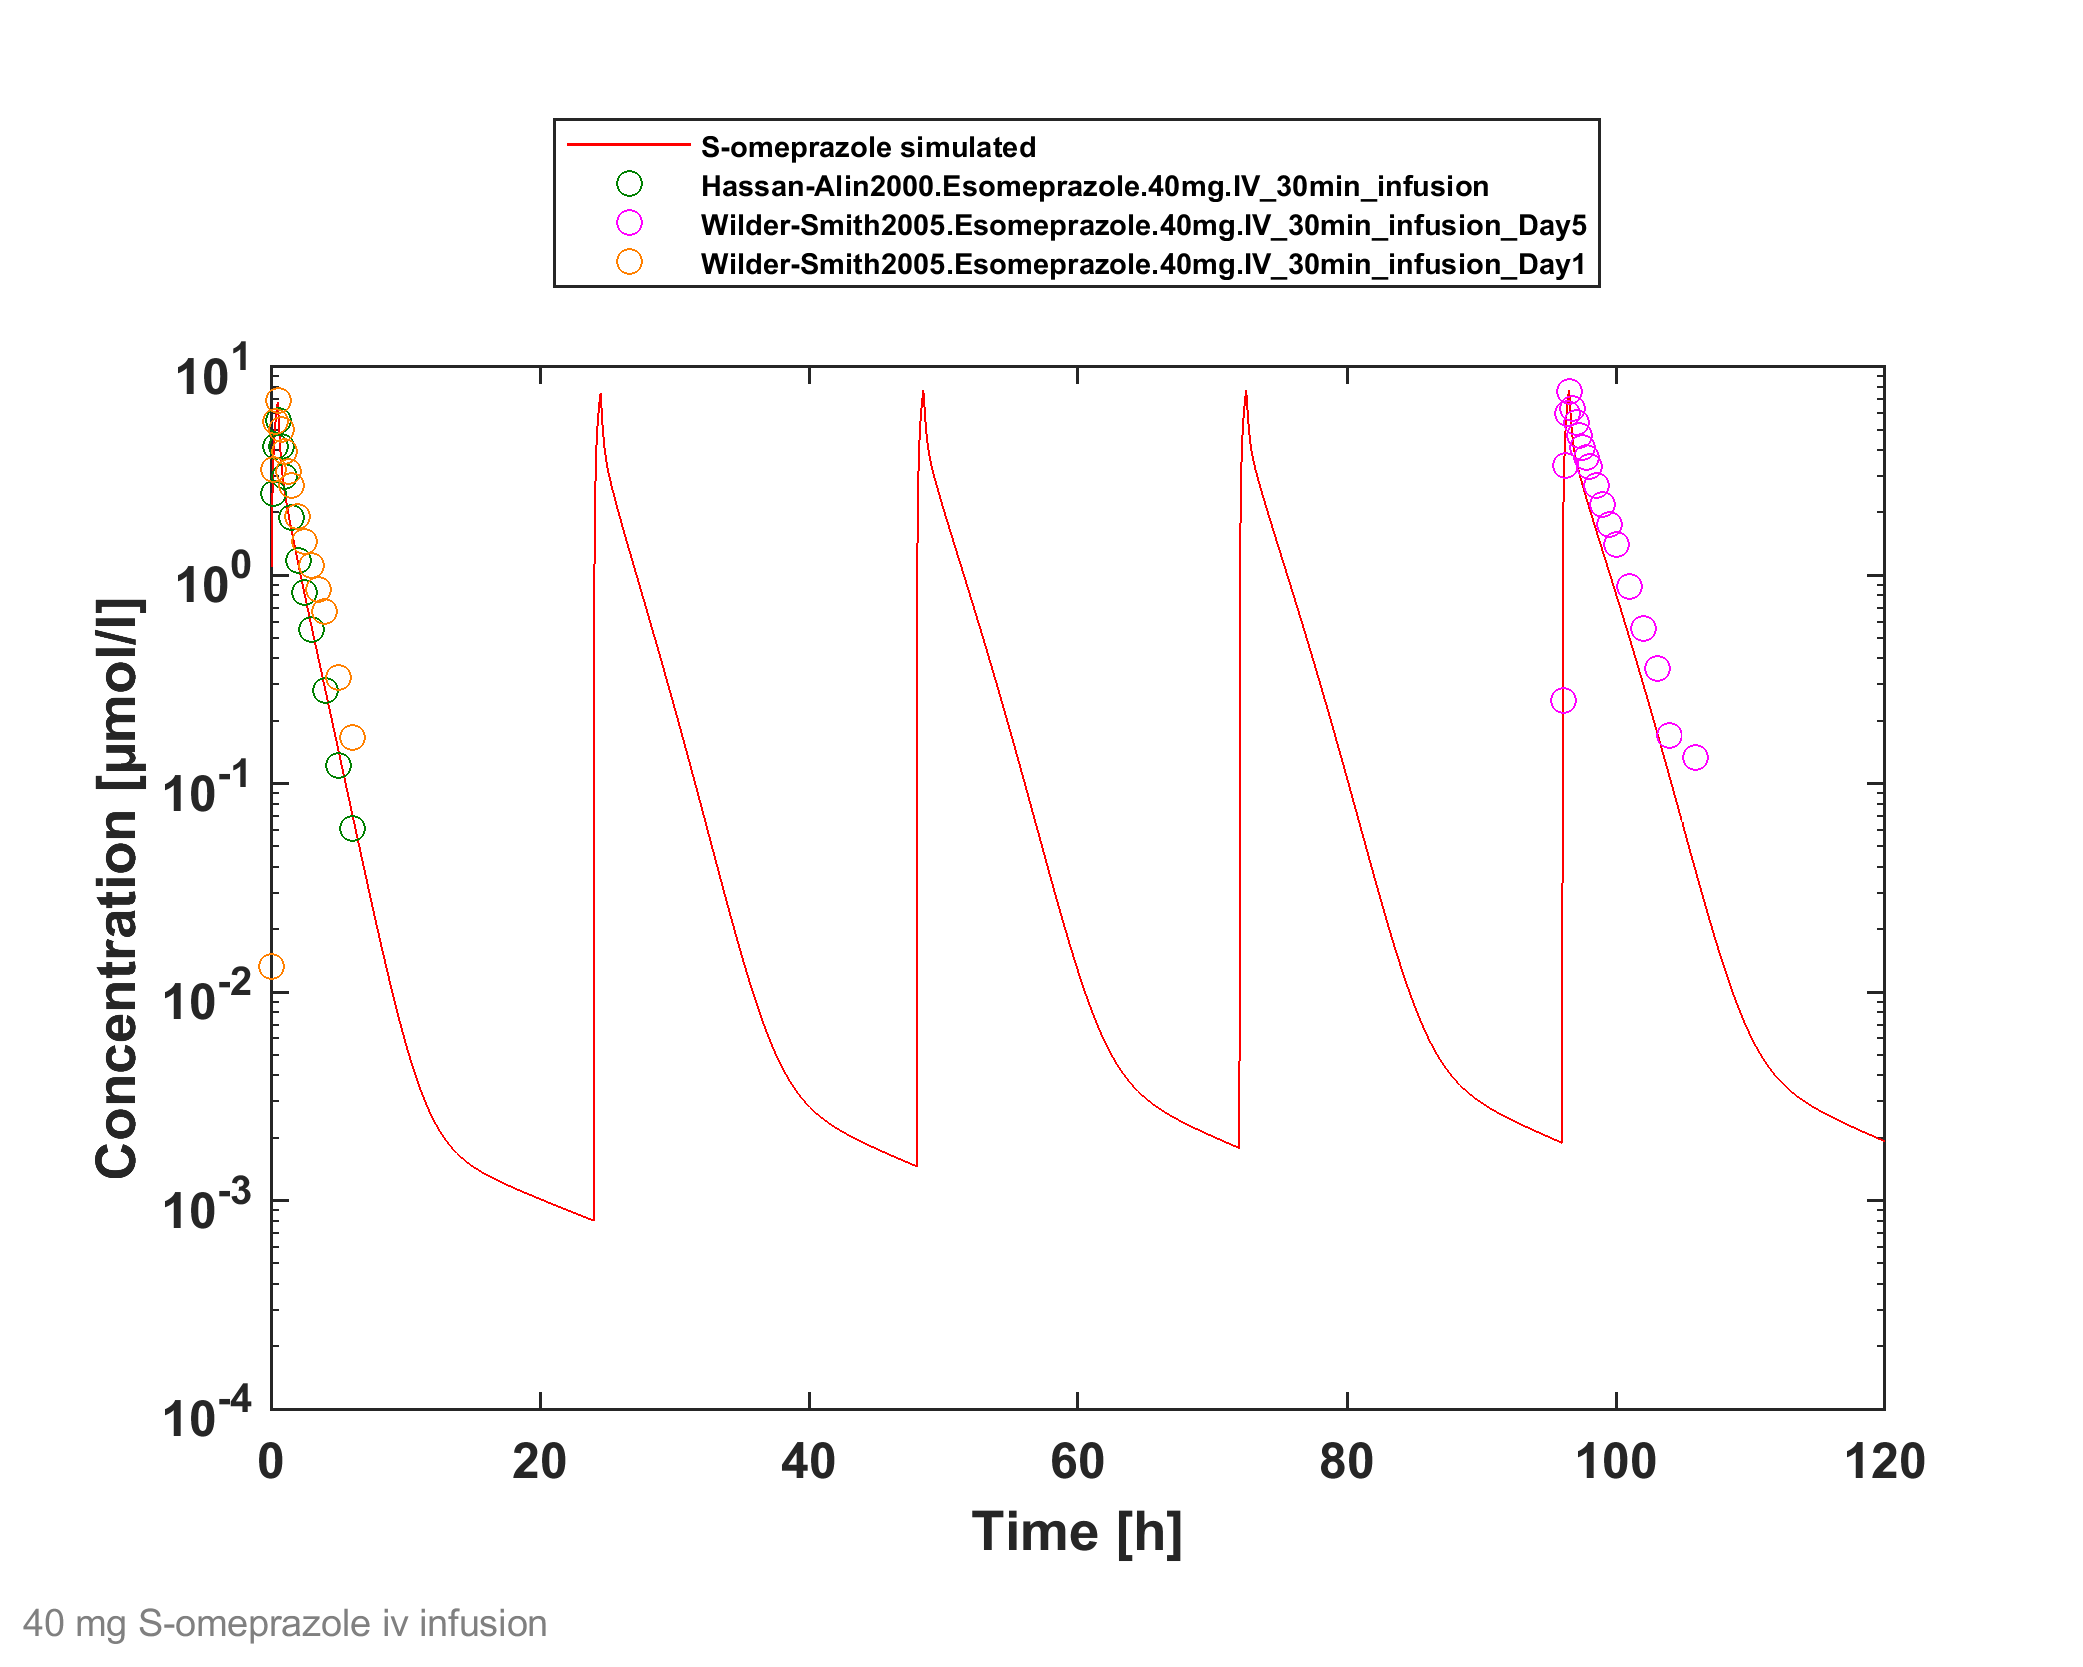 S-omeprazole simulated
Hassan-Alin2000.Esomeprazole.40mg.IV_30min_infusion
Wilder-Smith2005.Esomeprazole.40mg.IV_30min_infusion_Day5
Wilder-Smith2005.Esomeprazole.40mg.IV_30min_infusion_Day1
10^1
10^0
10^-1
10^-2
10^-3
10^-4
Concentration [µmol/l]
0 20 40 60 80 100 120
Time [h]
40 mg S-omeprazole iv infusion